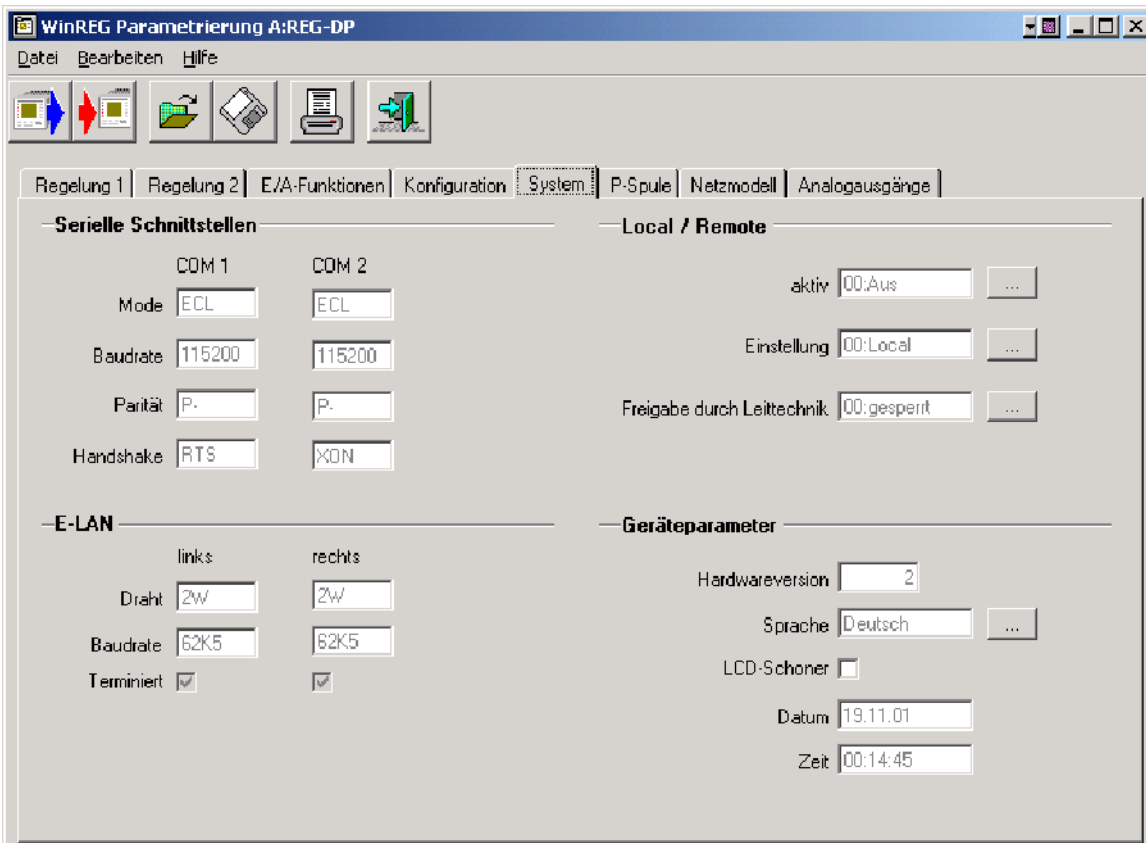 WinREG Parametrierung A:REG-DP
Datei Bearbeiten Hilfe
Regelung 1 Regelung 2 E/A-Funktionen Konfiguration System P-Spule Netzmodell Analogausgänge
Serielle Schnittstellen
COM 1 COM 2
Mode ECL ECL
Baudrate 115200 115200
Parität P- P-
Handshake RTS XON
Local / Remote
aktiv 00:Aus ...
Einstellung 00:Local ...
Freigabe durch Leittechnik 00:gesperrt ...
E-LAN
links rechts
Draht 2W 2W
Baudrate 62K5 62K5
Terminiert
Geräteparameter
Hardwareversion 2
Sprache Deutsch ...
LCD-Schoner
Datum 19.11.01
Zeit 00:14:45